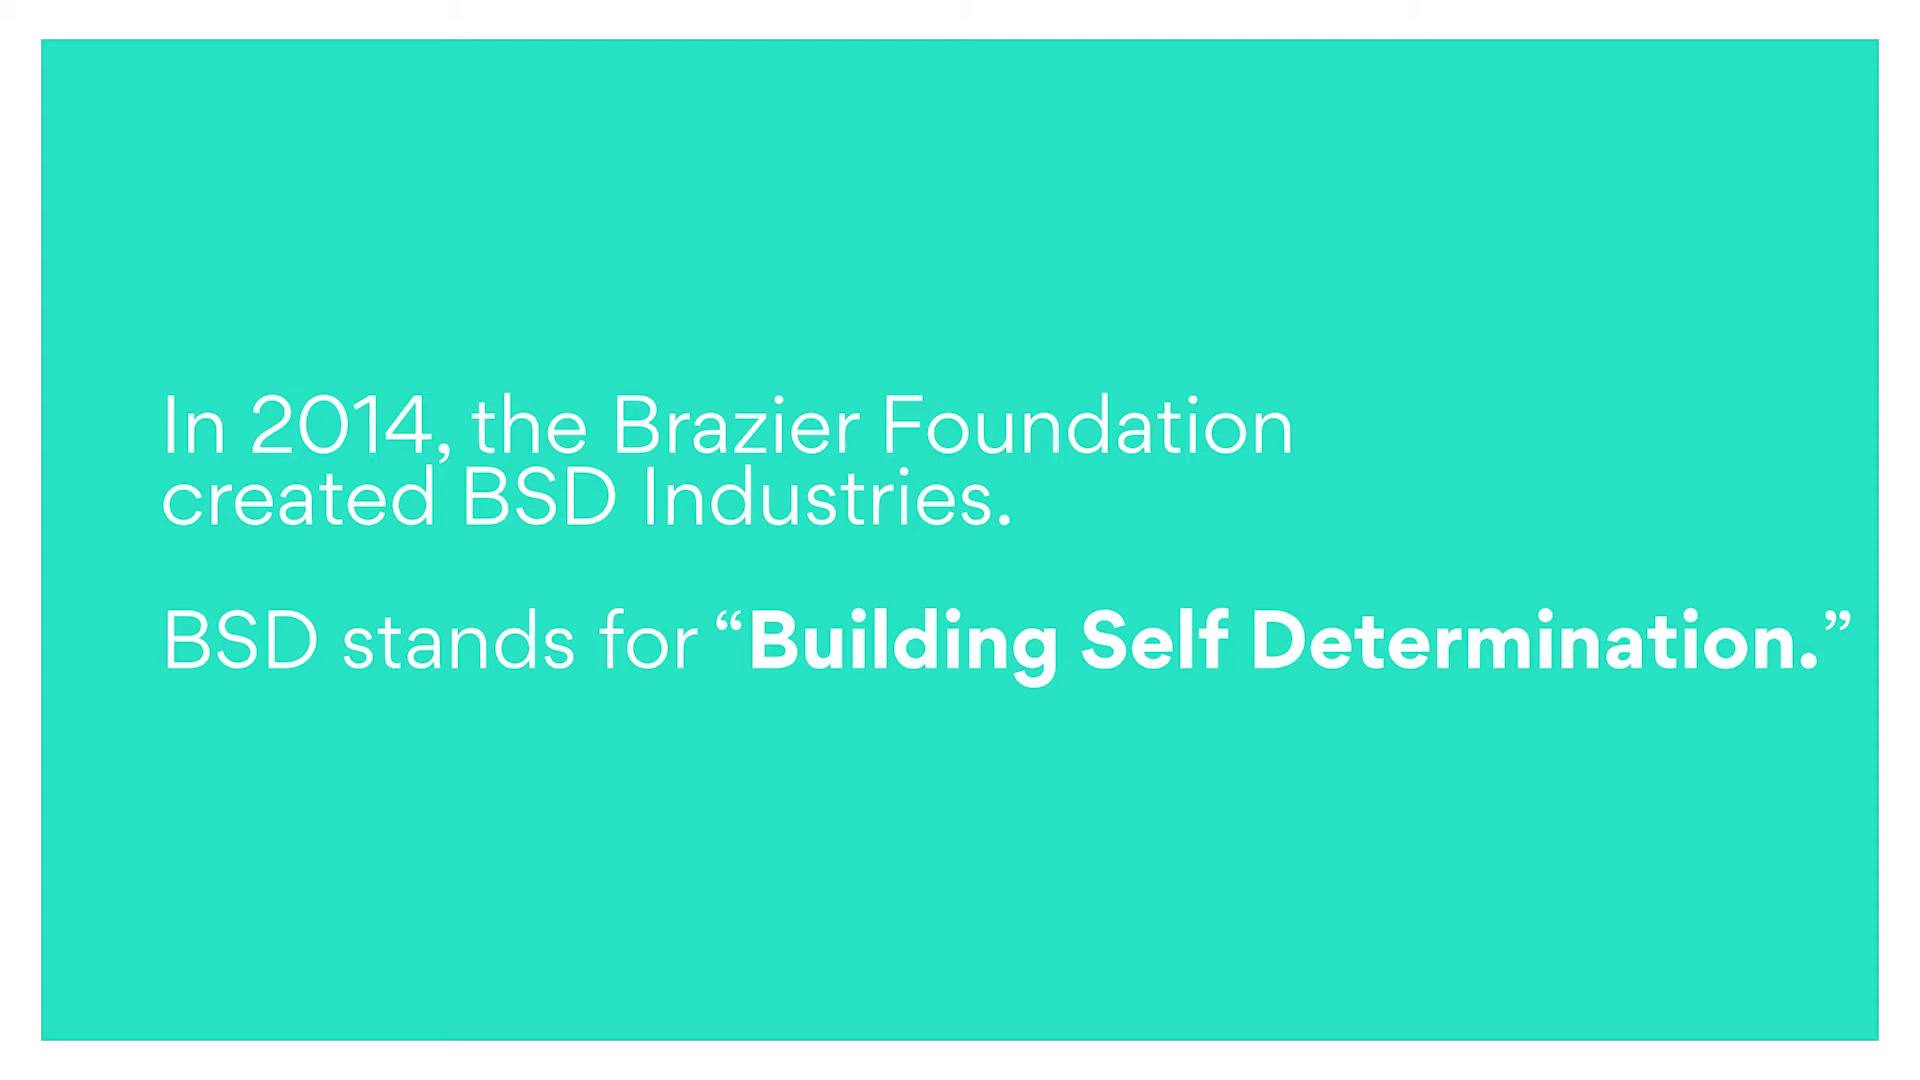 In 2014, the Brazier Foundation
created BSD Industries.
BSD stands for “Building Self Determination.”